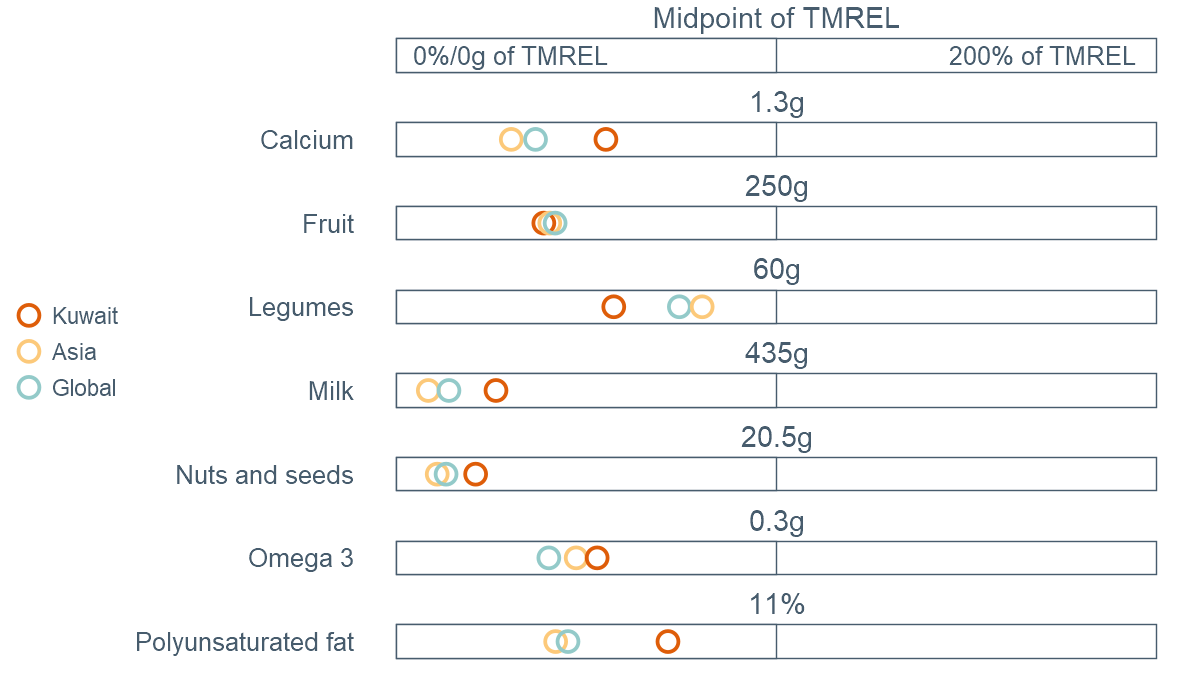 Midpoint of TMREL
0%/0g of TMREL 200% of TMREL
1.3g
Calcium
250g
Fruit
60g
Legumes
435g
Milk
20.5g
Nuts and seeds
0.3g
Omega 3
11%
Polyunsaturated fat
Kuwait
Asia
Global